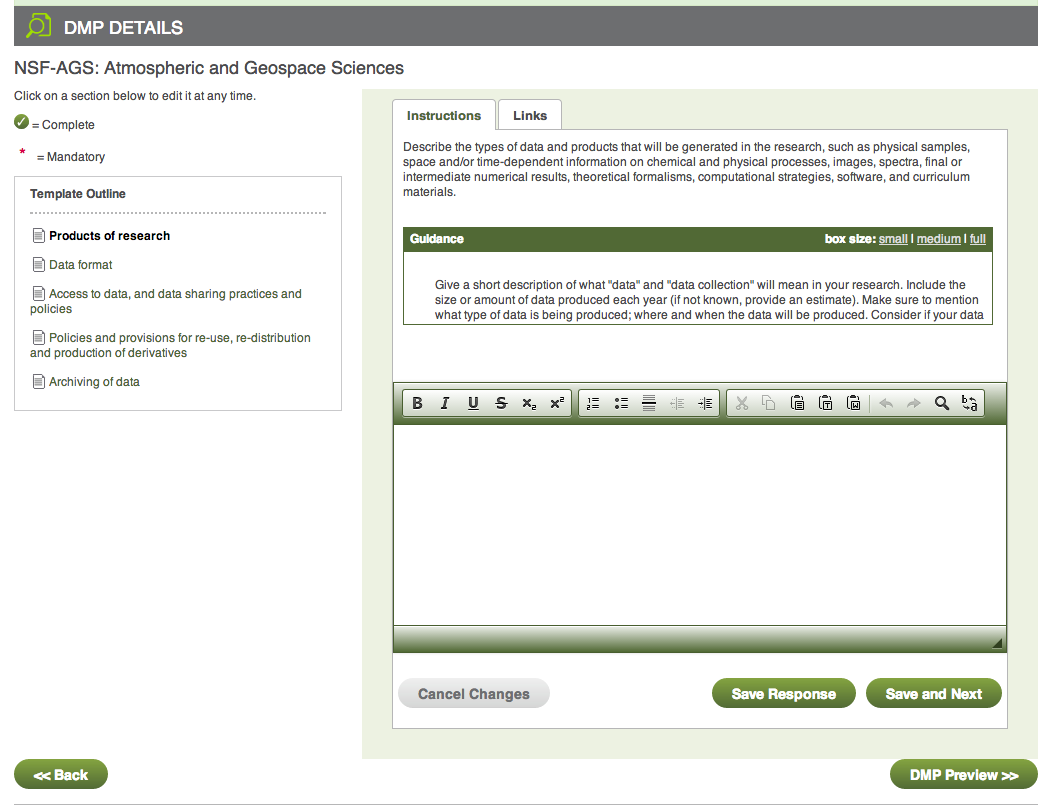 DMP DETAILS
NSF-AGS: Atmospheric and Geospace Sciences
Click on a section below to edit it at any time.
= Complete
* = Mandatory
Template Outline
Products of research
Data format
Access to data, and data sharing practices and
policies
Policies and provisions for re-use, re-distribution
and production of derivatives
Archiving of data
Instructions
Links
Describe the types of data and products that will be generated in the research, such as physical samples,
space and/or time-dependent information on chemical and physical processes, images, spectra, final or
intermediate numerical results, theoretical formalisms, computational strategies, software, and curriculum
materials.
Guidance
box size: small | medium | full
Give a short description of what "data" and "data collection" will mean in your research. Include the
size or amount of data produced each year (if not known, provide an estimate). Make sure to mention
what type of data is being produced; where and when the data will be produced. Consider if your data
B I U S x₂ x²
Cancel Changes
Save Response
Save and Next
<< Back
DMP Preview >>